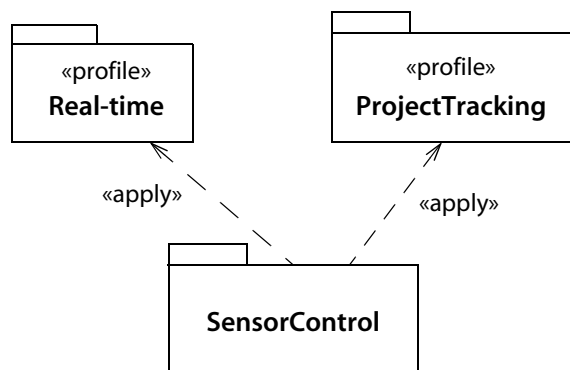 «profile»
Real-time
«profile»
ProjectTracking
«apply»
«apply»
SensorControl